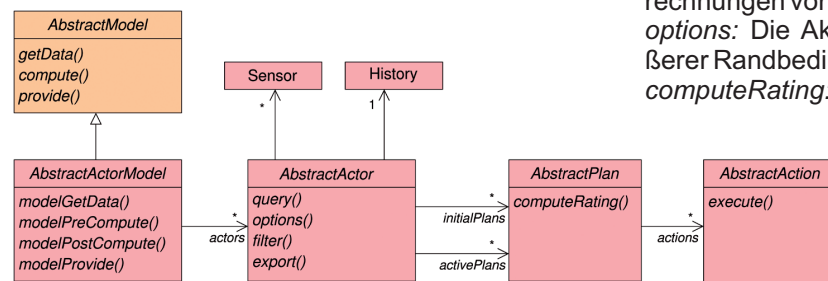 rechnungen vor
options: Die Ak
ßerer Randbedi
computeRating:
AbstractModel
getData()
compute()
provide()
Sensor
History
*
1
AbstractActorModel
modelGetData()
modelPreCompute()
modelPostCompute()
modelProvide()
*
actors
AbstractActor
query()
options()
filter()
export()
*
initialPlans
*
activePlans
AbstractPlan
computeRating()
*
actions
AbstractAction
execute()